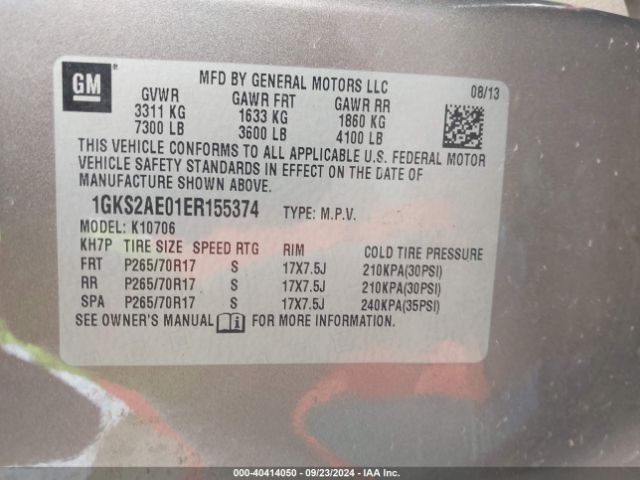 GM
MFD BY GENERAL MOTORS LLC
08/13
GVWR GAWR FRT GAWR RR
3311 KG 1633 KG 1860 KG
7300 LB 3600 LB 4100 LB
THIS VEHICLE CONFORMS TO ALL APPLICABLE U.S. FEDERAL MOTOR
VEHICLE SAFETY STANDARDS IN EFFECT ON THE DATE OF
MANUFACTURE SHOWN ABOVE.
1GKS2AE01ER155374 TYPE: M.P.V.
MODEL: K10706
KH7P TIRE SIZE SPEED RTG RIM COLD TIRE PRESSURE
FRT P265/70R17 S 17X7.5J 210KPA(30PSI)
RR P265/70R17 S 17X7.5J 210KPA(30PSI)
SPA P265/70R17 S 17X7.5J 240KPA(35PSI)
SEE OWNER'S MANUAL FOR MORE INFORMATION.
000-40414050 - 09/23/2024 - IAA Inc.